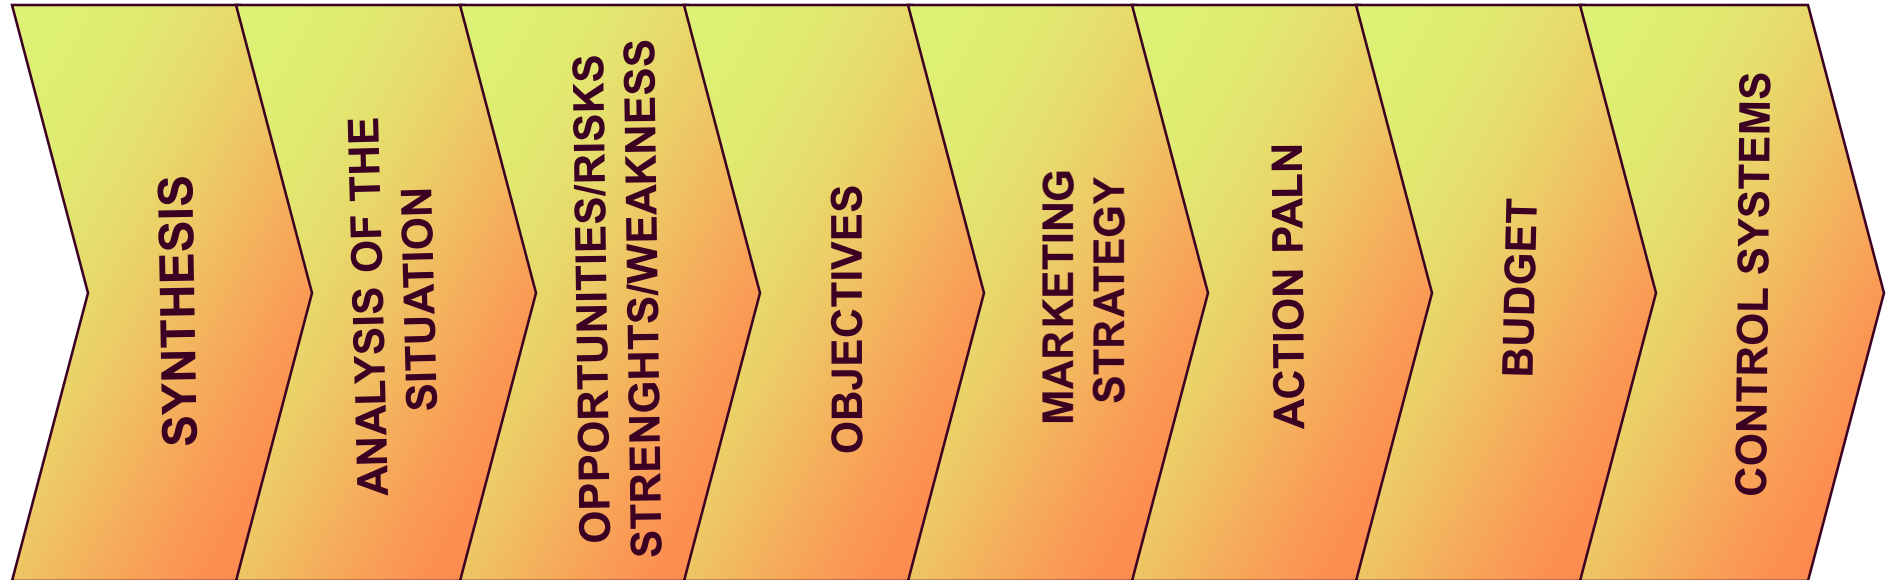 SYNTHESIS
ANALYSIS OF THE
SITUATION
OPPORTUNITIES/RISKS
STRENGHTS/WEAKNESS
OBJECTIVES
MARKETING
STRATEGY
ACTION PALN
BUDGET
CONTROL SYSTEMS